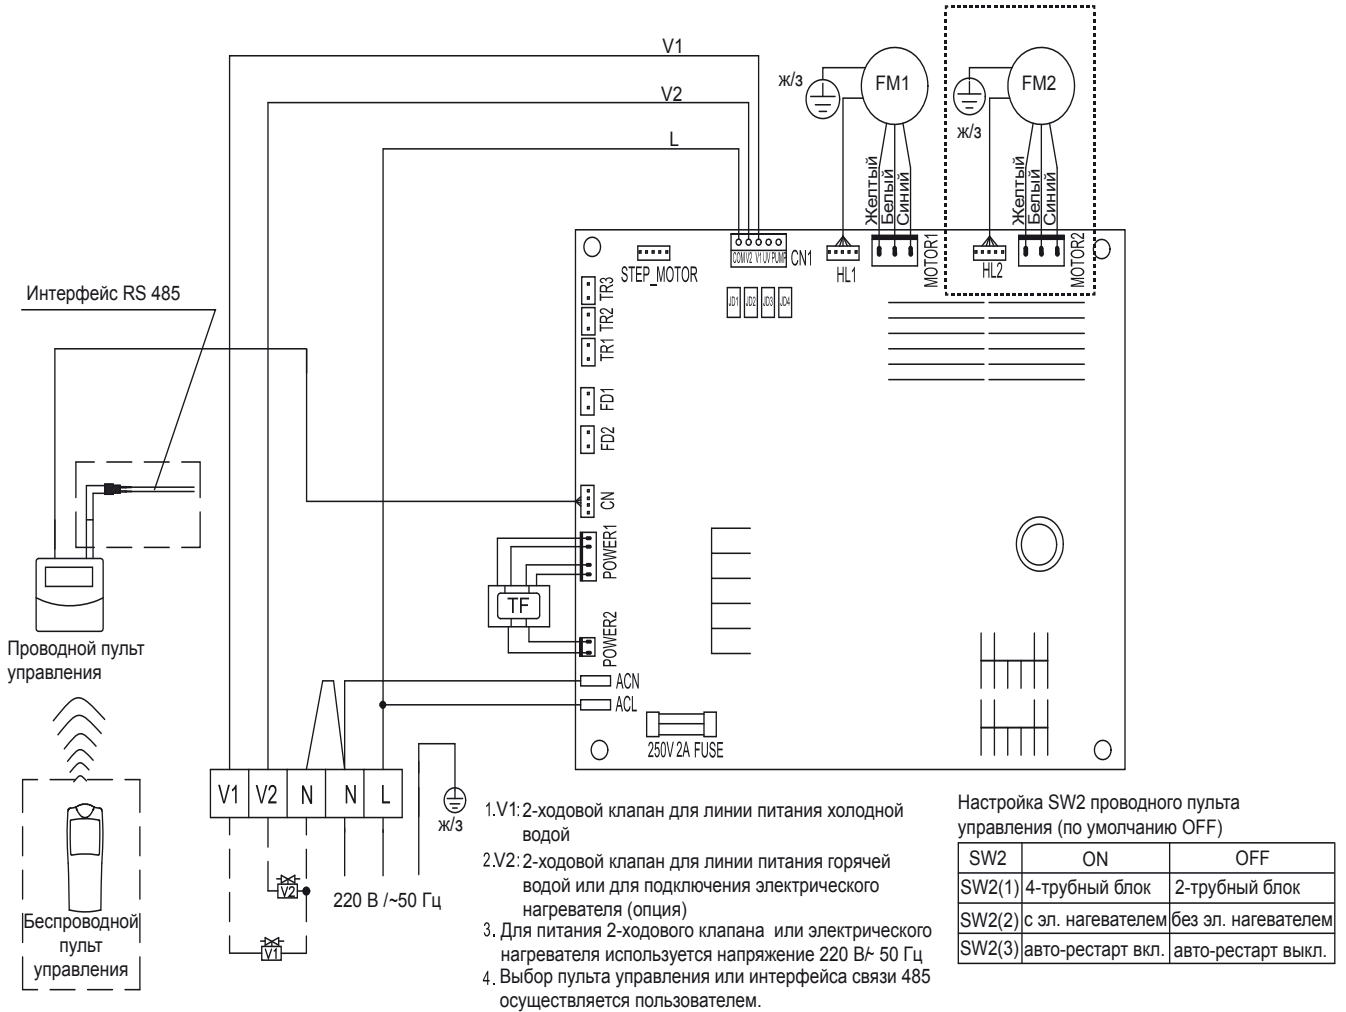 V1
V2
L
ж/з
FM1
ж/з
FM2
Желтый
Белый
Синий
Желтый
Белый
Синий
COM V2 V1 UV PUMP
CN1
HL1
MOTOR1
HL2
MOTOR2
STEP_MOTOR
JD1
JD2
JD3
JD4
TR3
TR2
TR1
FD1
FD2
CN
POWER1
TF
POWER2
ACN
ACL
250V 2A FUSE
Интерфейс RS 485
Проводной пульт
управления
Беспроводной
пульт
управления
V1
V2
N
N
L
ж/з
V2
V1
220 В /~50 Гц
1.V1: 2-ходовой клапан для линии питания холодной
водой
2.V2: 2-ходовой клапан для линии питания горячей
водой или для подключения электрического
нагревателя (опция)
3. Для питания 2-ходового клапана или электрического
нагревателя используется напряжение 220 В/~ 50 Гц
4. Выбор пульта управления или интерфейса связи 485
осуществляется пользователем.
Настройка SW2 проводного пульта
управления (по умолчанию OFF)
SW2 ON OFF
SW2(1) 4-трубный блок 2-трубный блок
SW2(2) с эл. нагевателем без эл. нагевателем
SW2(3) авто-рестарт вкл. авто-рестарт выкл.